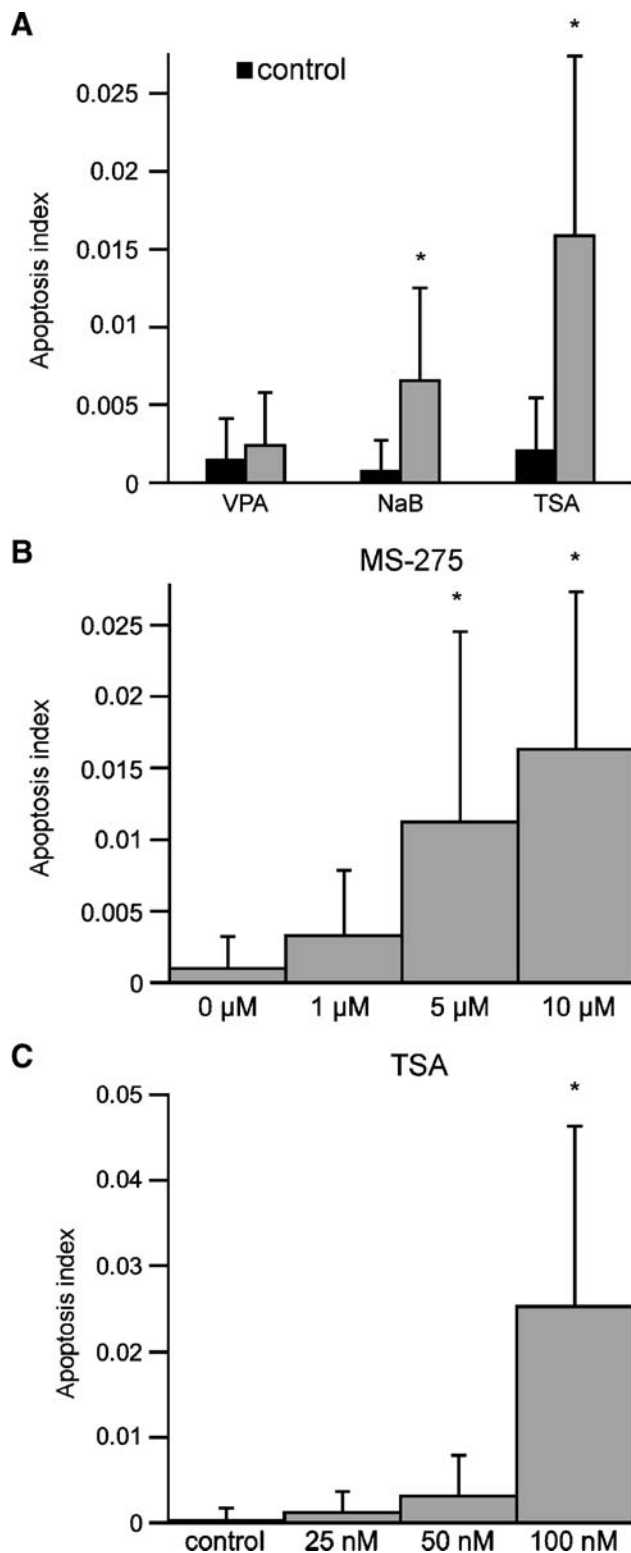 A
*
control
0.025
0.02
*
0.015
0.01
0.005
0
Apoptosis index
VPA NaB TSA
B
MS-275
*
*
0.025
0.02
0.015
0.01
0.005
0
Apoptosis index
0 µM 1 µM 5 µM 10 µM
C
TSA
*
0.05
0.04
0.03
0.02
0.01
0
Apoptosis index
control 25 nM 50 nM 100 nM